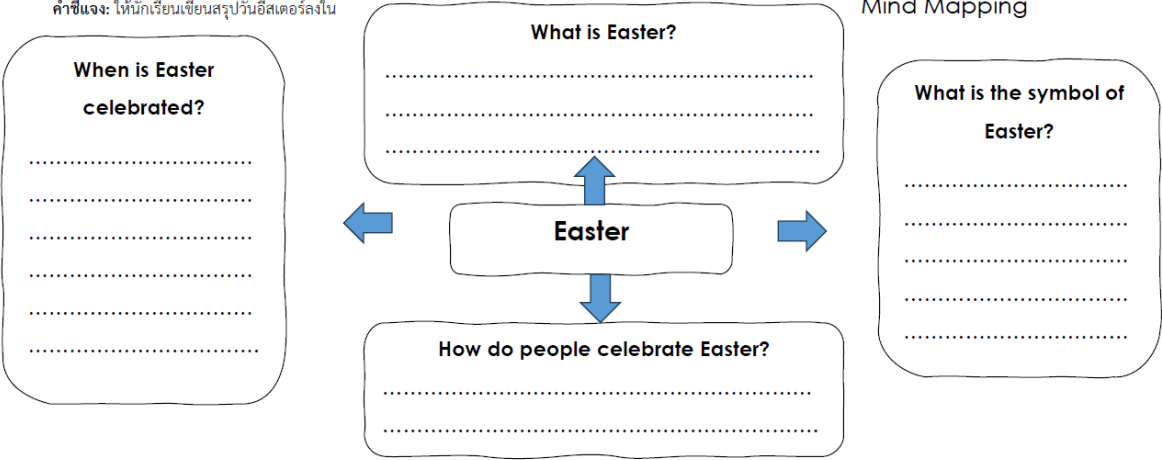 คำชี้แจง: ให้นักเรียนเขียนสรุปวันอีสเตอร์ลงใน
Mind Mapping
What is Easter?
................................................................
................................................................
.................................................................
When is Easter
celebrated?
.................................
.................................
.................................
.................................
.................................
..................................
What is the symbol of
Easter?
.................................
.................................
.................................
.................................
.................................
Easter
How do people celebrate Easter?
................................................................
.................................................................